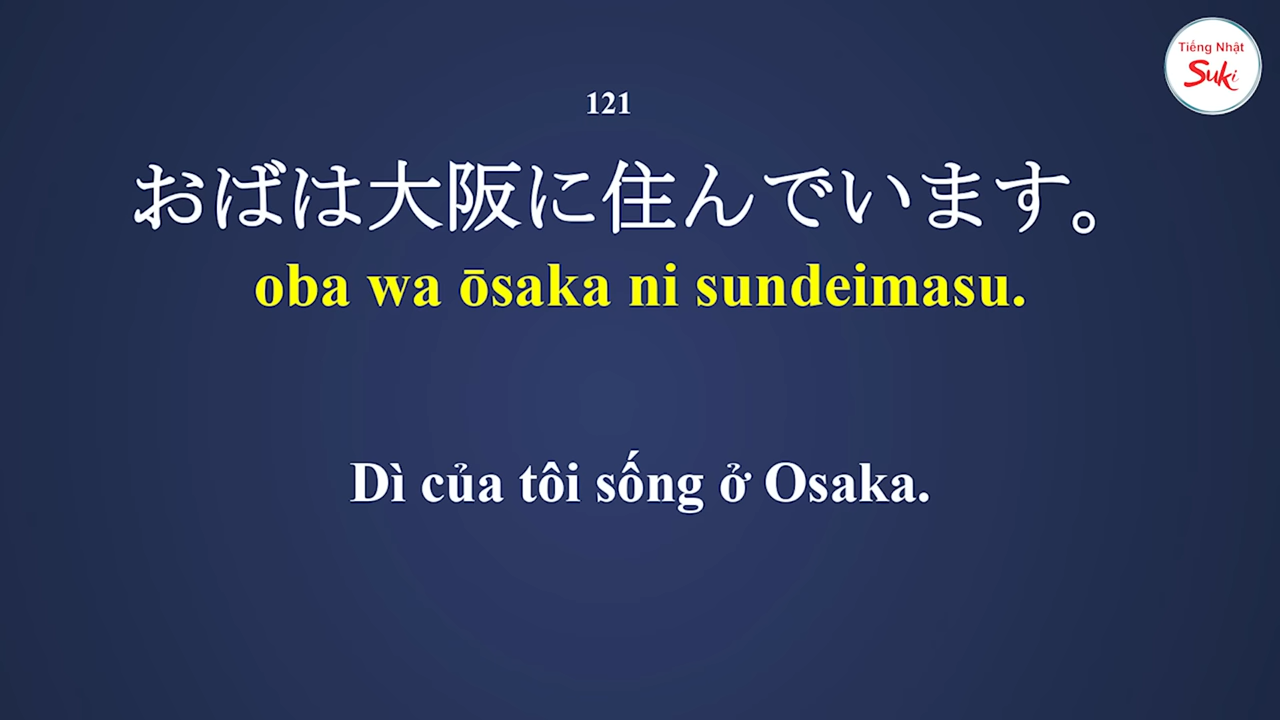 Tiếng Nhật
Suki
121
おばは大阪に住んでいます。
oba wa ōsaka ni sundeimasu.
Dì của tôi sống ở Osaka.